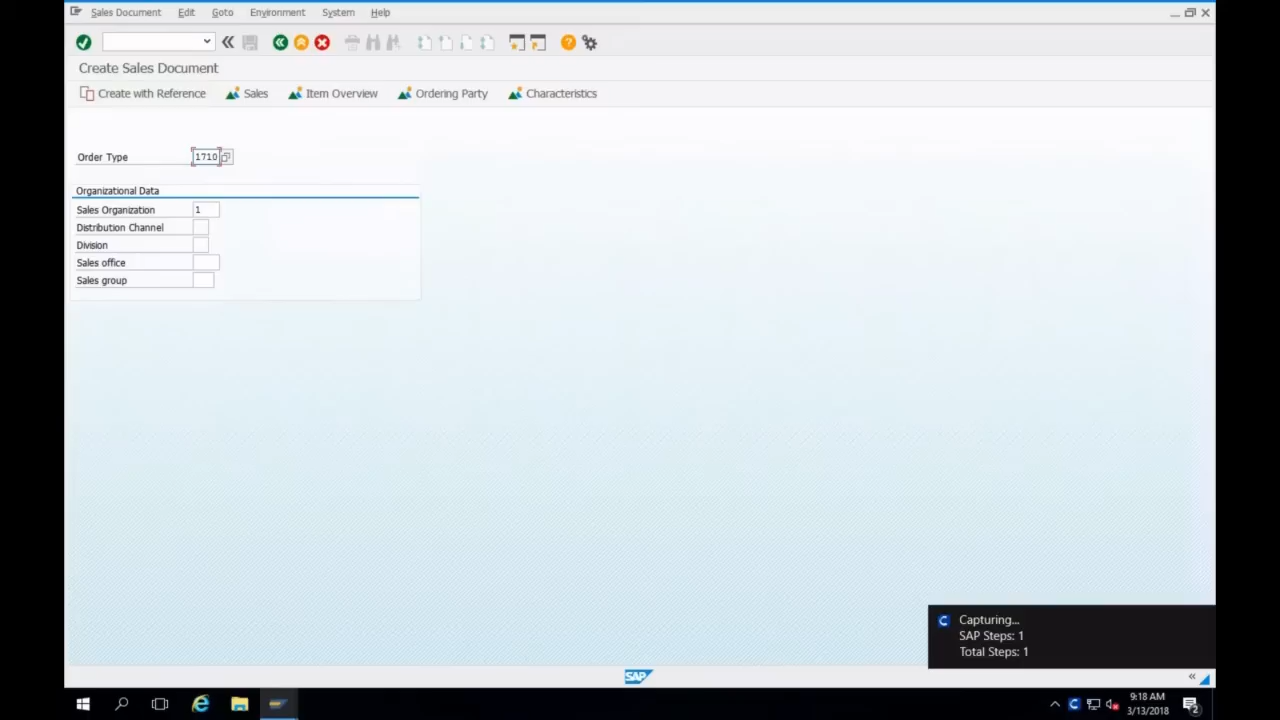 Sales Document Edit Goto Environment System Help
Create Sales Document
Create with Reference Sales Item Overview Ordering Party Characteristics
Order Type 1710
Organizational Data
Sales Organization 1
Distribution Channel
Division
Sales office
Sales group
Capturing...
SAP Steps: 1
Total Steps: 1
SAP
9:18 AM
3/13/2018
2